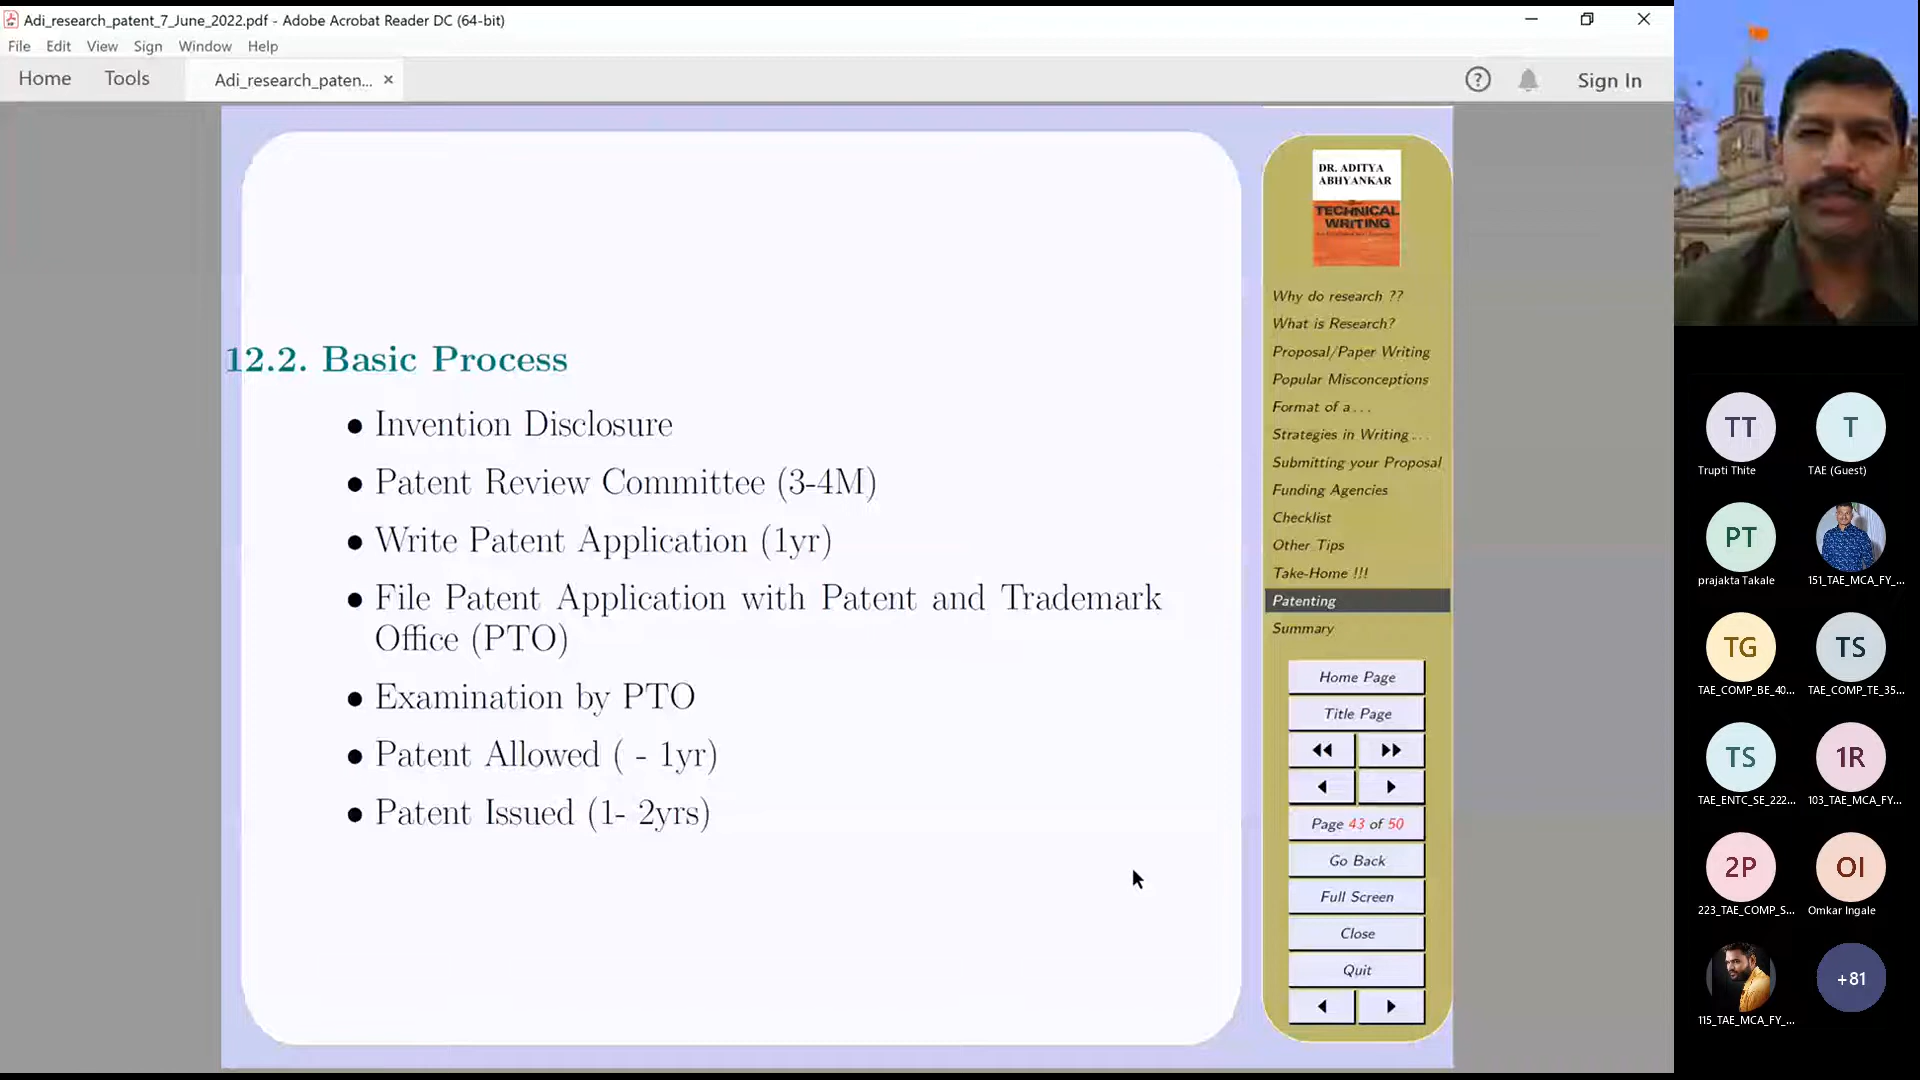 Adi_research_patent_7_June_2022.pdf - Adobe Acrobat Reader DC (64-bit)
File Edit View Sign Window Help
Home Tools Adi_research_paten... × Sign In
12.2. Basic Process
• Invention Disclosure
• Patent Review Committee (3-4M)
• Write Patent Application (1yr)
• File Patent Application with Patent and Trademark
Office (PTO)
• Examination by PTO
• Patent Allowed ( - 1yr)
• Patent Issued (1- 2yrs)
DR. ADITYA
ABHYANKAR
TECHNICAL
WRITING
Why do research ??
What is Research?
Proposal/Paper Writing
Popular Misconceptions
Format of a...
Strategies in Writing...
Submitting your Proposal
Funding Agencies
Checklist
Other Tips
Take-Home !!!
Patenting
Summary
Home Page
Title Page
Page 43 of 50
Go Back
Full Screen
Close
Quit
TT T
Trupti Thite TAE (Guest)
PT
prajakta Takale 151_TAE_MCA_FY_...
TG TS
TAE_COMP_BE_40... TAE_COMP_TE_35...
TS 1R
TAE_ENTC_SE_222... 103_TAE_MCA_FY...
2P OI
223_TAE_COMP_S... Omkar Ingale
+81
115_TAE_MCA_FY_...